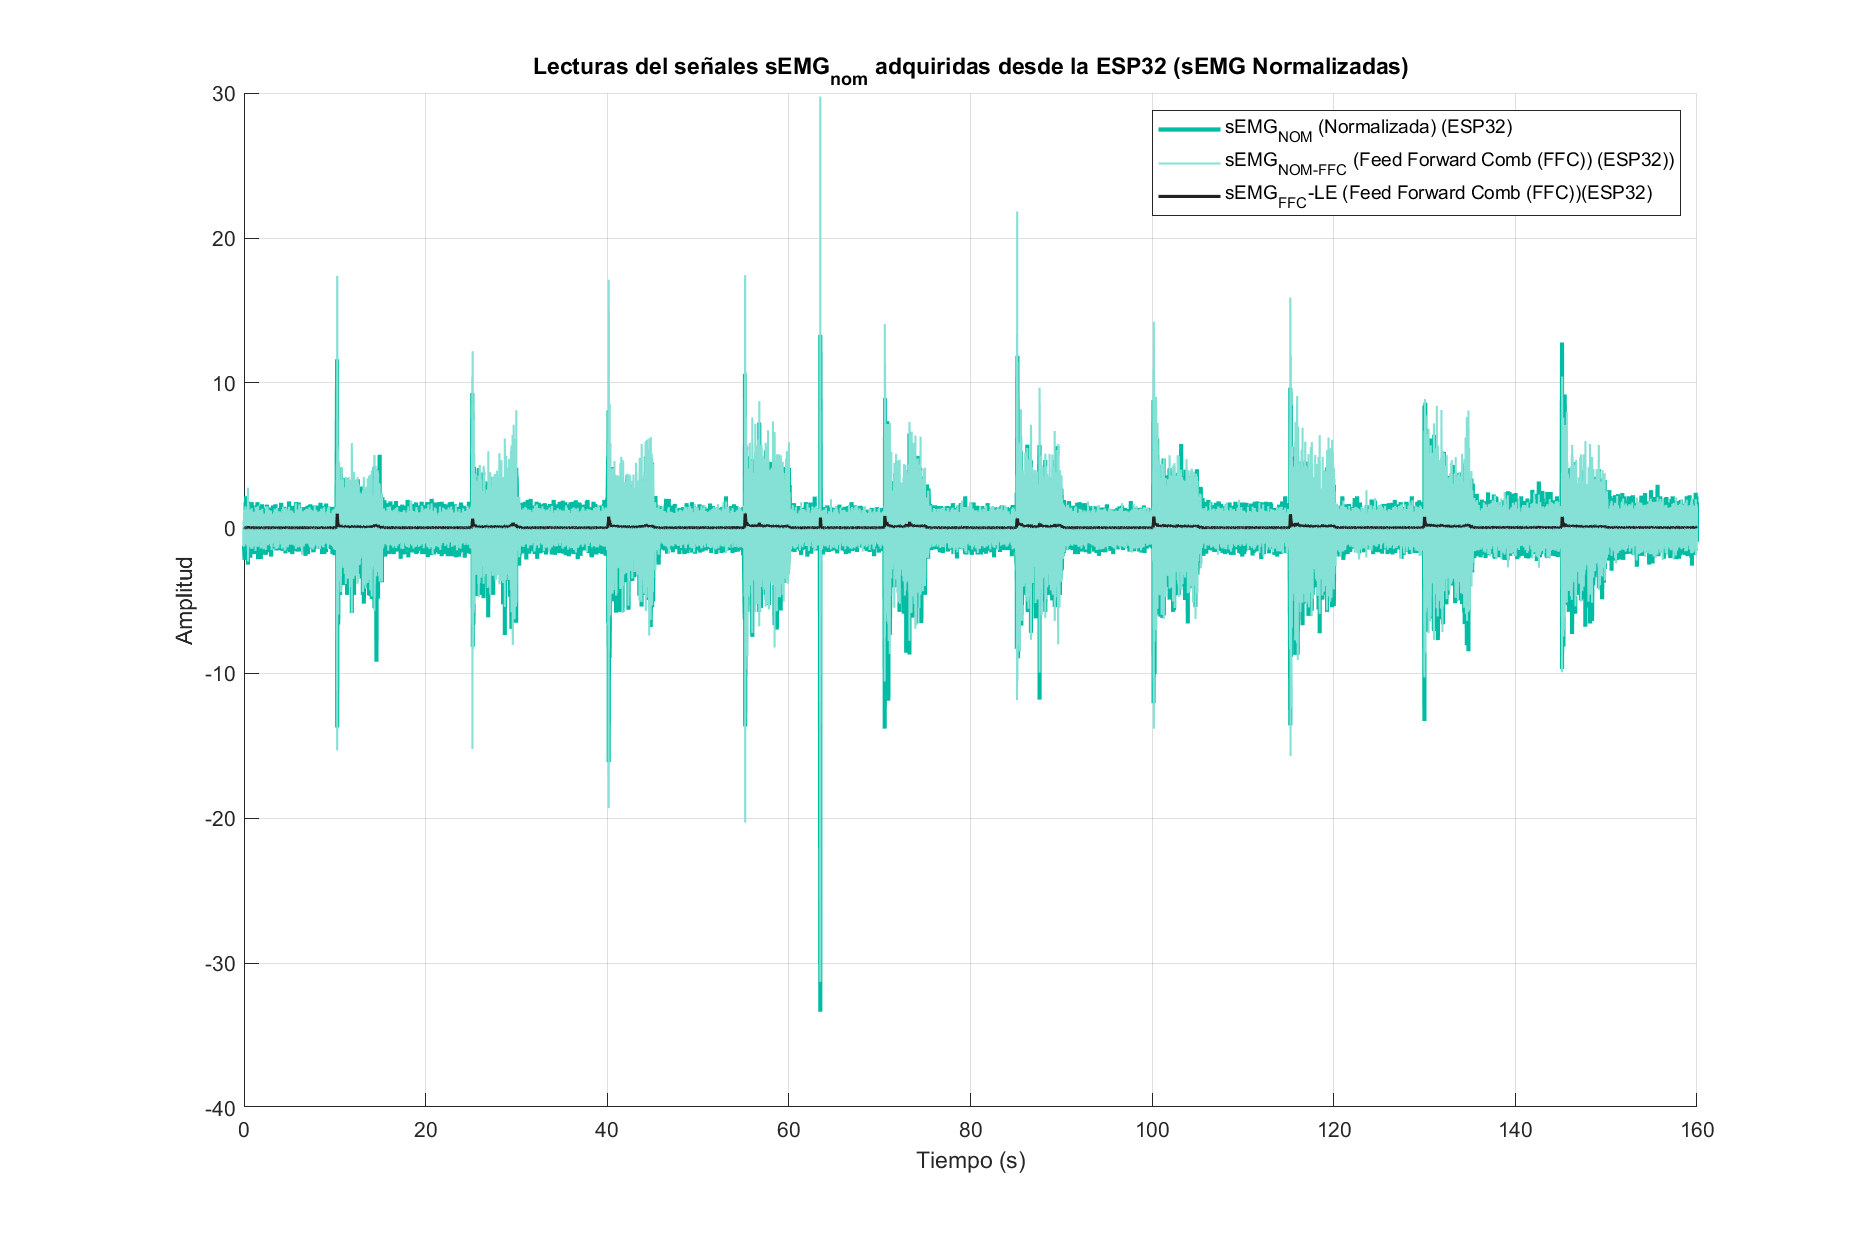 Lecturas del señales sEMGnom adquiridas desde la ESP32 (sEMG Normalizadas)
sEMGNOM (Normalizada) (ESP32)
sEMGNOM-FFC (Feed Forward Comb (FFC)) (ESP32))
sEMGFFC-LE (Feed Forward Comb (FFC))(ESP32)
30
20
10
0
-10
-20
-30
-40
Amplitud
0 20 40 60 80 100 120 140 160
Tiempo (s)